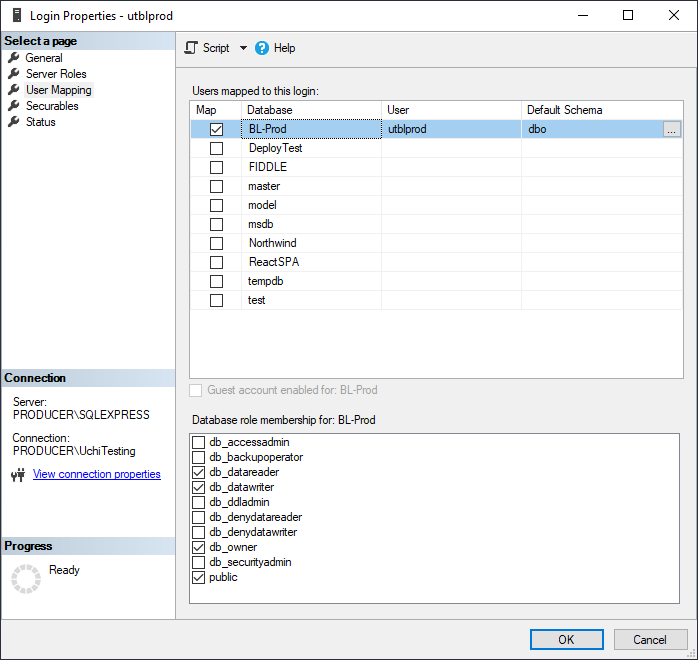 Login Properties - utblprod
Select a page
General
Server Roles
User Mapping
Securables
Status
Connection
Server:
PRODUCER\SQLEXPRESS
Connection:
PRODUCER\UchiTesting
View connection properties
Progress
Ready
Script ? Help
Users mapped to this login:
Map Database User Default Schema
BL-Prod utblprod dbo ...
DeployTest
FIDDLE
master
model
msdb
Northwind
ReactSPA
tempdb
test
Guest account enabled for: BL-Prod
Database role membership for: BL-Prod
db_accessadmin
db_backupoperator
db_datareader
db_datawriter
db_ddladmin
db_denydatareader
db_denydatawriter
db_owner
db_securityadmin
public
OK Cancel